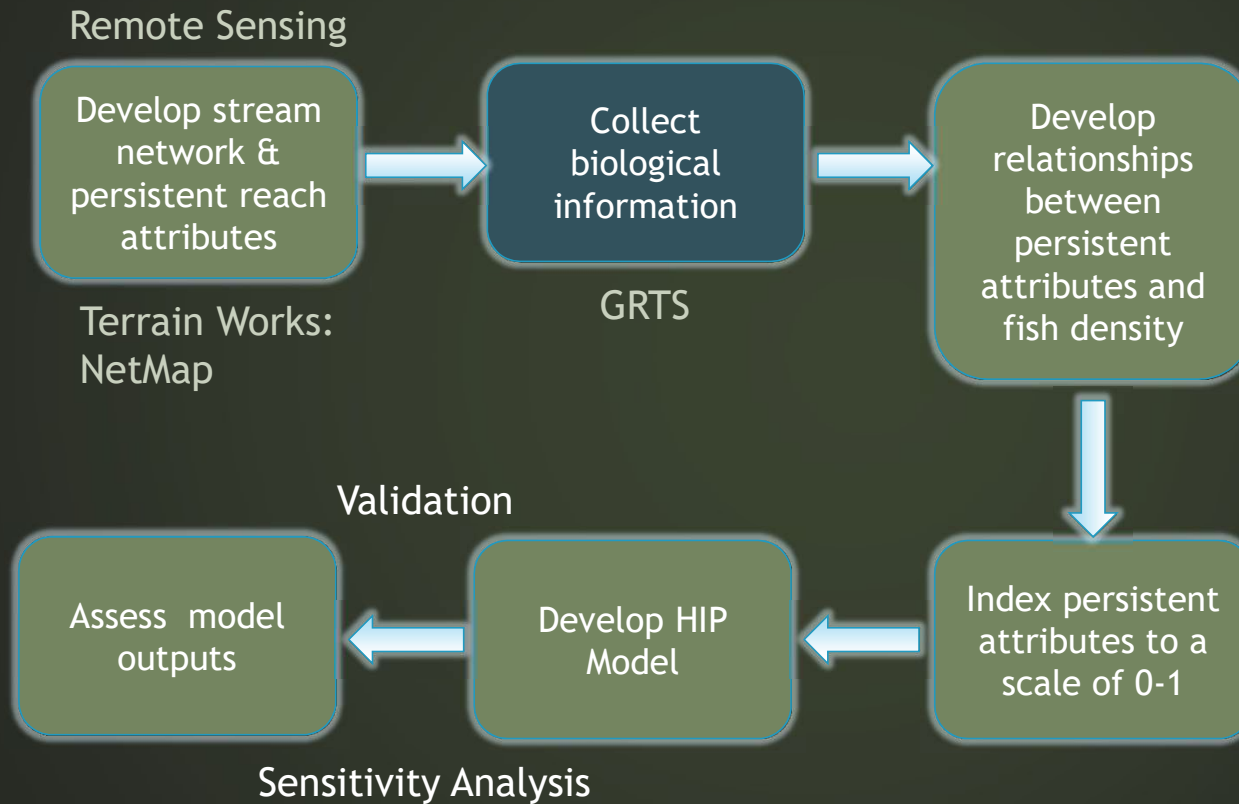 Remote Sensing
Develop stream
network &
persistent reach
attributes
Terrain Works:
NetMap
Collect
biological
information
GRTS
Develop
relationships
between
persistent
attributes and
fish density
Index persistent
attributes to a
scale of 0-1
Develop HIP
Model
Validation
Assess model
outputs
Sensitivity Analysis